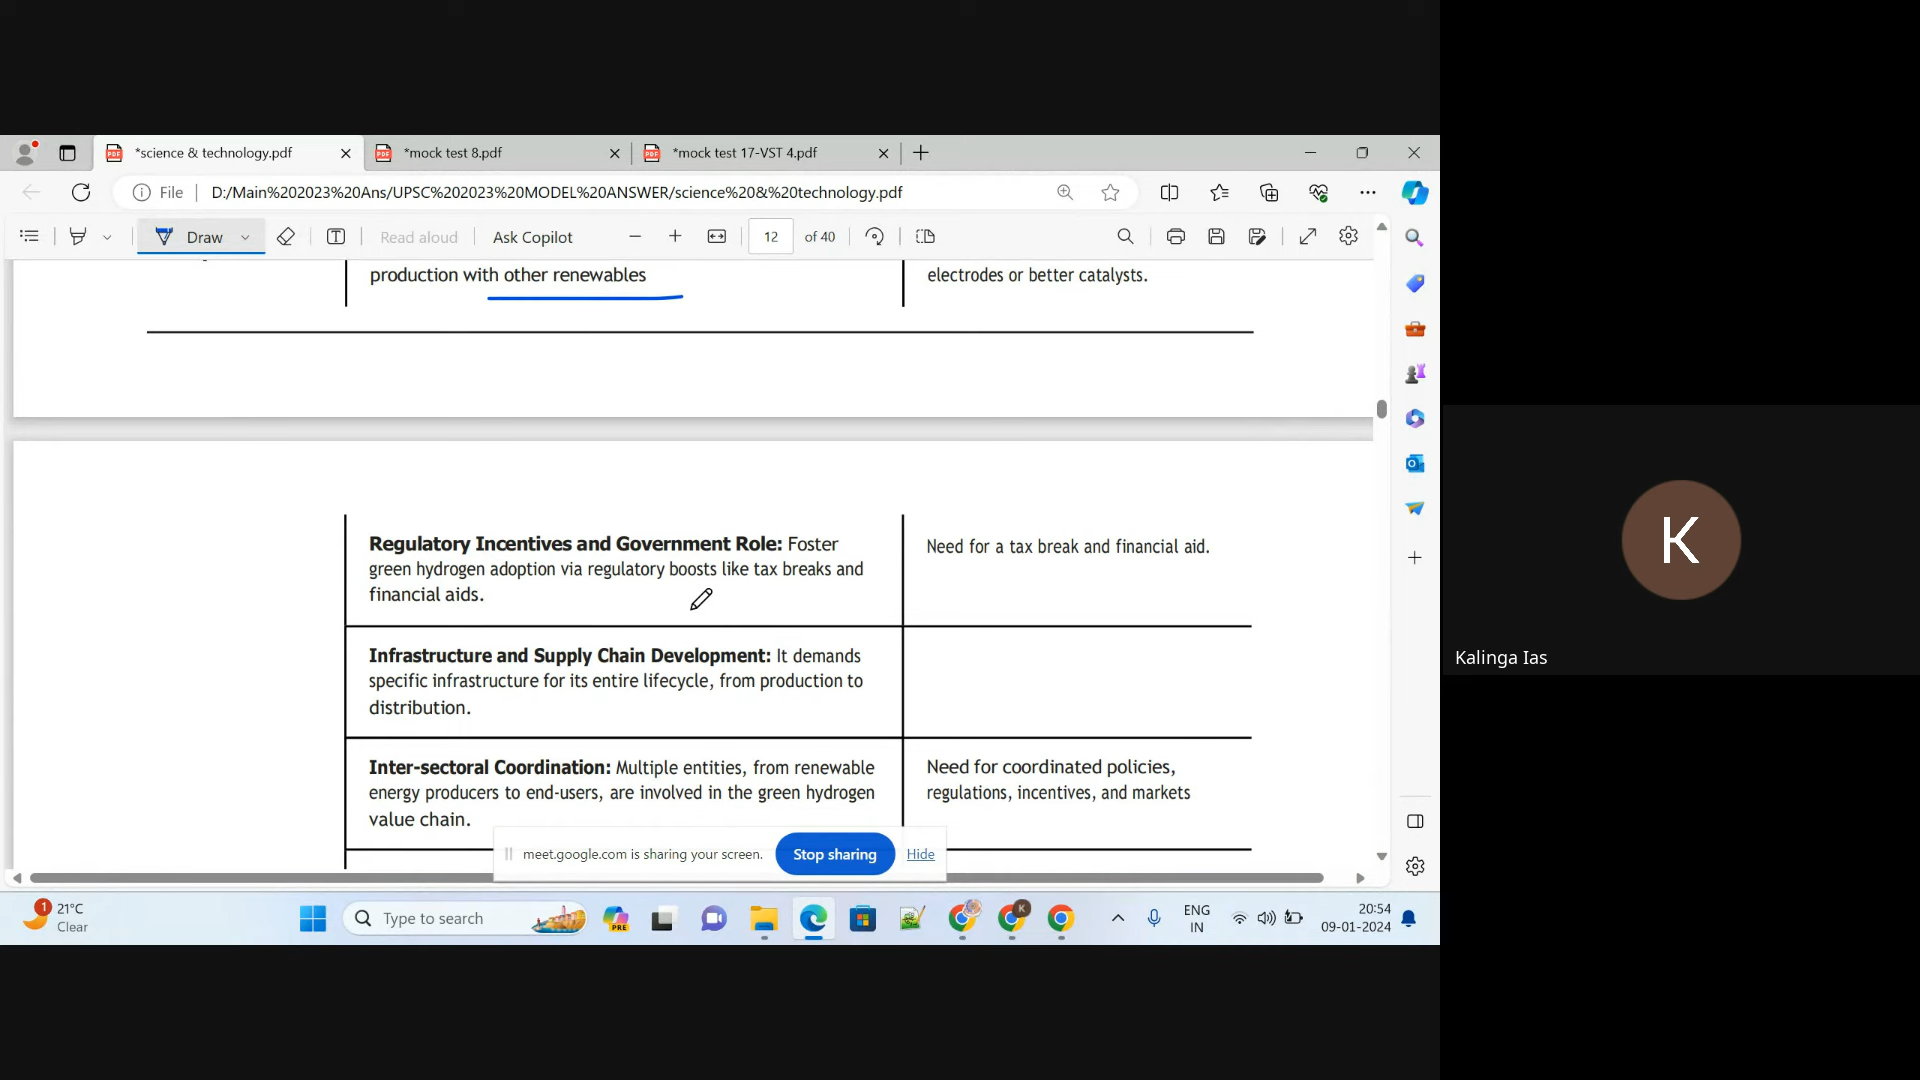 *science & technology.pdf
*mock test 8.pdf
*mock test 17-VST 4.pdf
File
D:/Main%202023%20Ans/UPSC%202023%20MODEL%20ANSWER/science%20&%20technology.pdf
Draw
Read aloud
Ask Copilot
12
of 40
production with other renewables
electrodes or better catalysts.
Regulatory Incentives and Government Role: Foster
green hydrogen adoption via regulatory boosts like tax breaks and
financial aids.
Need for a tax break and financial aid.
Infrastructure and Supply Chain Development: It demands
specific infrastructure for its entire lifecycle, from production to
distribution.
Inter-sectoral Coordination: Multiple entities, from renewable
energy producers to end-users, are involved in the green hydrogen
value chain.
Need for coordinated policies,
regulations, incentives, and markets
meet.google.com is sharing your screen.
Stop sharing
Hide
K
Kalinga Ias
1
21°C
Clear
Type to search
PRE
K
ENG
IN
20:54
09-01-2024